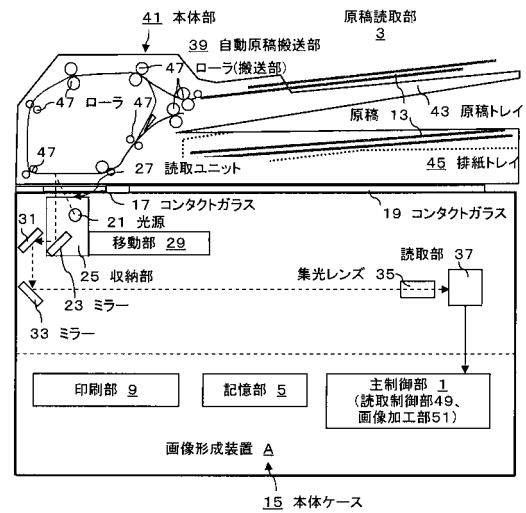 41 本体部
原稿読取部
3
39 自動原稿搬送部
47 ローラ(搬送部)
47 ローラ
47
47
47
原稿 13
43 原稿トレイ
27 読取ユニット
45 排紙トレイ
17 コンタクトガラス
19 コンタクトガラス
31
21 光源
移動部 29
25 収納部
23 ミラー
33 ミラー
集光レンズ 35
読取部
37
印刷部 9
記憶部 5
主制御部 1
(読取制御部49、
画像加工部51)
画像形成装置 A
15 本体ケース